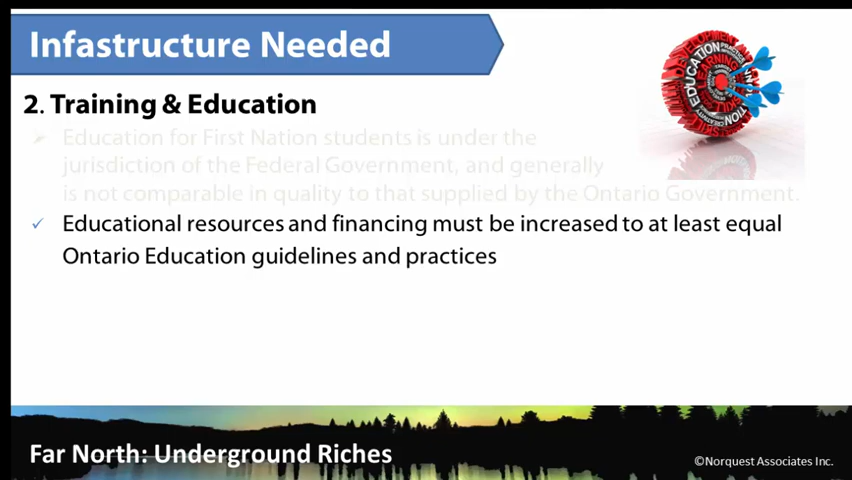 Infastructure Needed
2. Training & Education
Education for First Nation students is under the
jurisdiction of the Federal Government, and generally
is not comparable in quality to that supplied by the Ontario Government.
Educational resources and financing must be increased to at least equal
Ontario Education guidelines and practices
EDUCATION
LEARNING
Far North: Underground Riches
©Norquest Associates Inc.